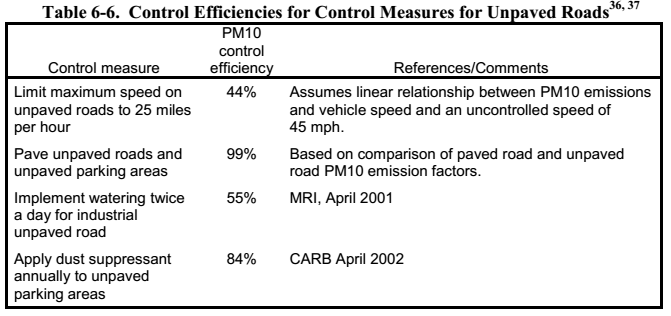 Table 6-6. Control Efficiencies for Control Measures for Unpaved Roads36, 37
PM10
control
Control measure efficiency References/Comments
Limit maximum speed on 44% Assumes linear relationship between PM10 emissions
unpaved roads to 25 miles and vehicle speed and an uncontrolled speed of
per hour 45 mph.
Pave unpaved roads and 99% Based on comparison of paved road and unpaved
unpaved parking areas road PM10 emission factors.
Implement watering twice 55% MRI, April 2001
a day for industrial
unpaved road
Apply dust suppressant 84% CARB April 2002
annually to unpaved
parking areas